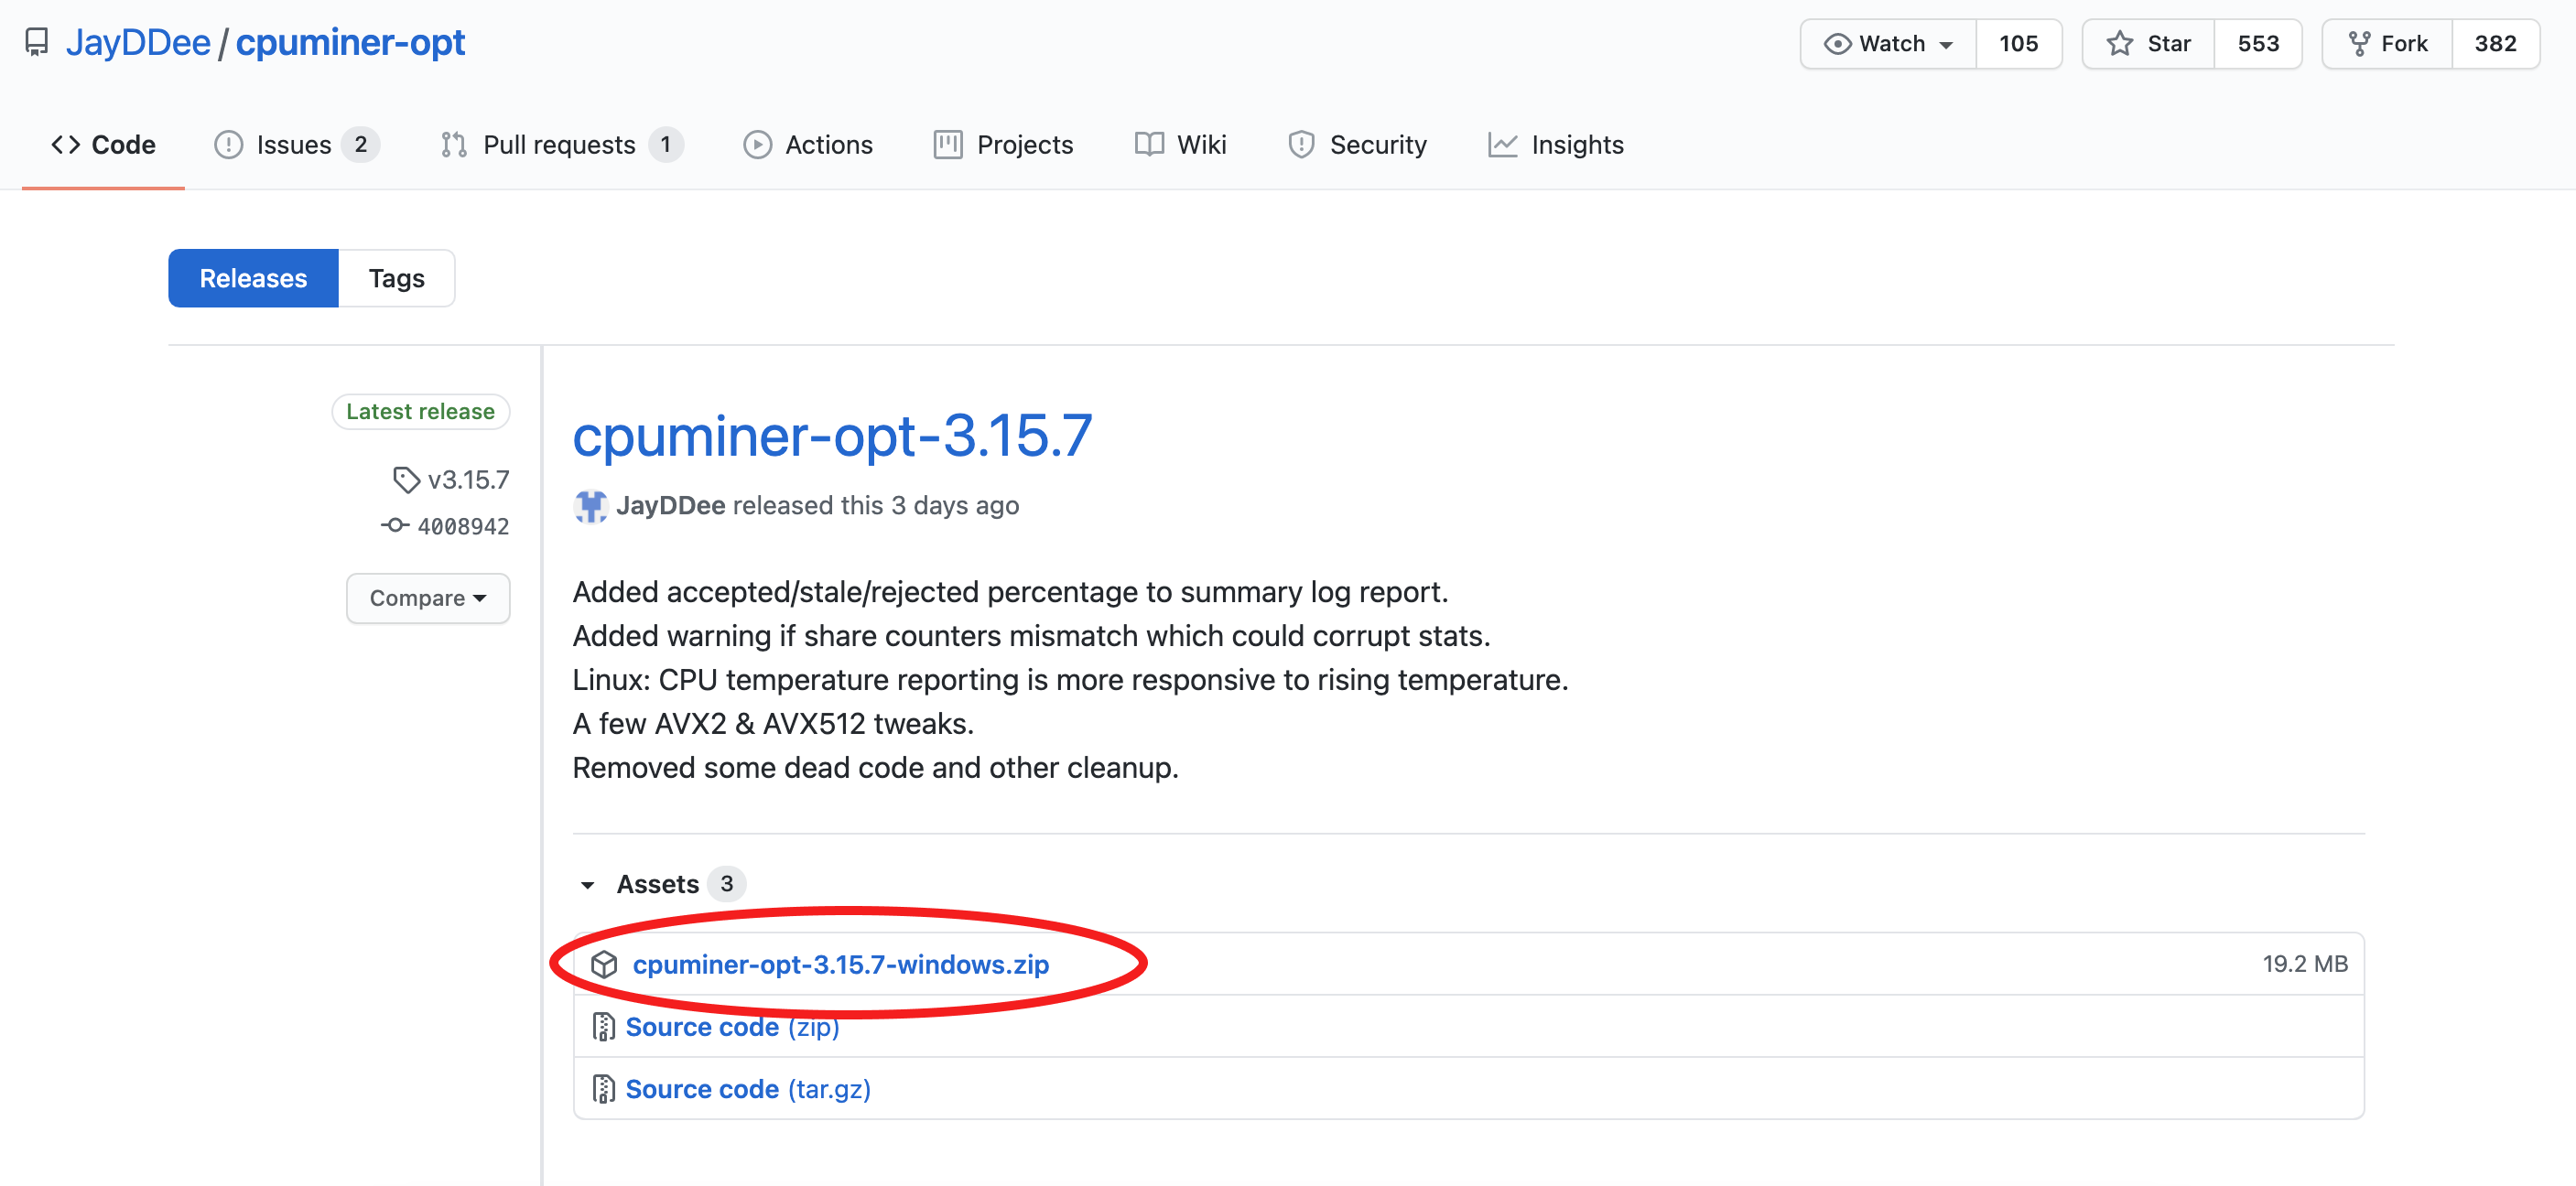 JayDDee / cpuminer-opt
Watch 105 Star 553 Fork 382
Code Issues 2 Pull requests 1 Actions Projects Wiki Security Insights
Releases Tags
Latest release
v3.15.7
4008942
Compare
cpuminer-opt-3.15.7
JayDDee released this 3 days ago
Added accepted/stale/rejected percentage to summary log report.
Added warning if share counters mismatch which could corrupt stats.
Linux: CPU temperature reporting is more responsive to rising temperature.
A few AVX2 & AVX512 tweaks.
Removed some dead code and other cleanup.
Assets 3
cpuminer-opt-3.15.7-windows.zip 19.2 MB
Source code (zip)
Source code (tar.gz)